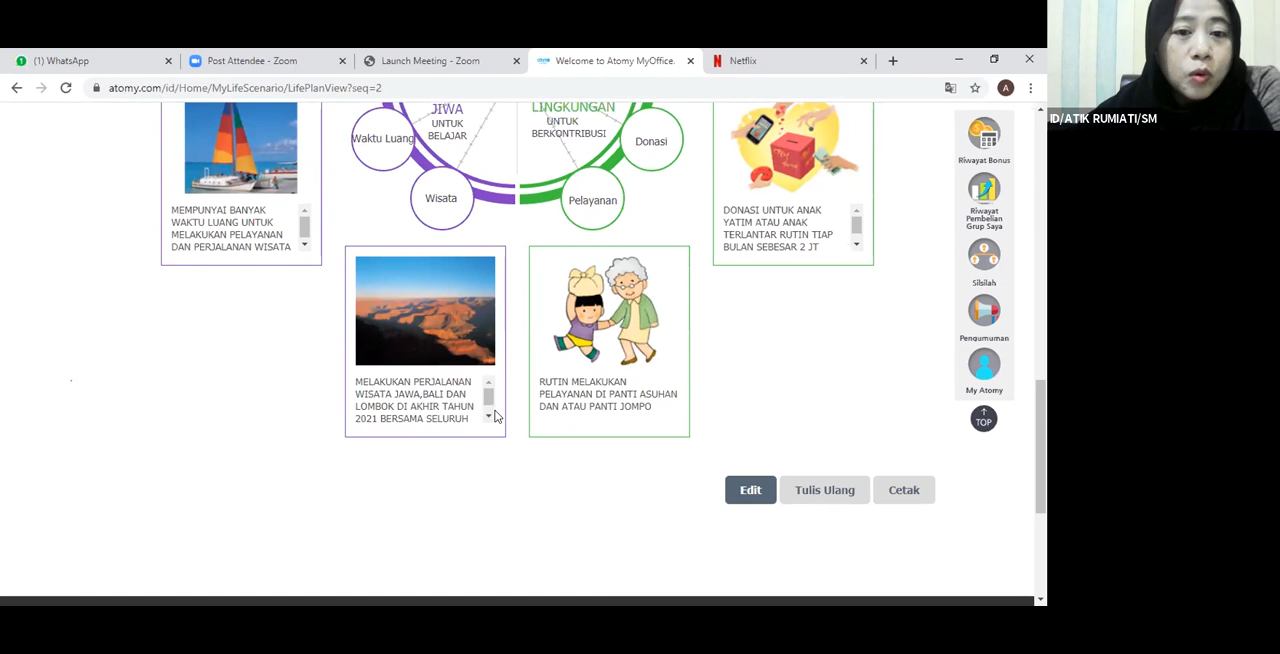 (1) WhatsApp
Post Attendee - Zoom
Launch Meeting - Zoom
Welcome to Atomy MyOffice.
Netflix
atomy.com/id/Home/MyLifeScenario/LifePlanView?seq=2
A
ID/ATIK RUMIATI/SM
JIWA
UNTUK
BELAJAR
LINGKUNGAN
UNTUK
BERKONTRIBUSI
Waktu Luang
Donasi
Wisata
Pelayanan
MEMPUNYAI BANYAK
WAKTU LUANG UNTUK
MELAKUKAN PELAYANAN
DAN PERJALANAN WISATA
DONASI UNTUK ANAK
YATIM ATAU ANAK
TERLANTAR RUTIN TIAP
BULAN SEBESAR 2 JT
MELAKUKAN PERJALANAN
WISATA JAWA,BALI DAN
LOMBOK DI AKHIR TAHUN
2021 BERSAMA SELURUH
RUTIN MELAKUKAN
PELAYANAN DI PANTI ASUHAN
DAN ATAU PANTI JOMPO
Riwayat Bonus
Riwayat
Pembelian
Grup Saya
Silsilah
Pengumuman
My Atomy
TOP
Edit
Tulis Ulang
Cetak